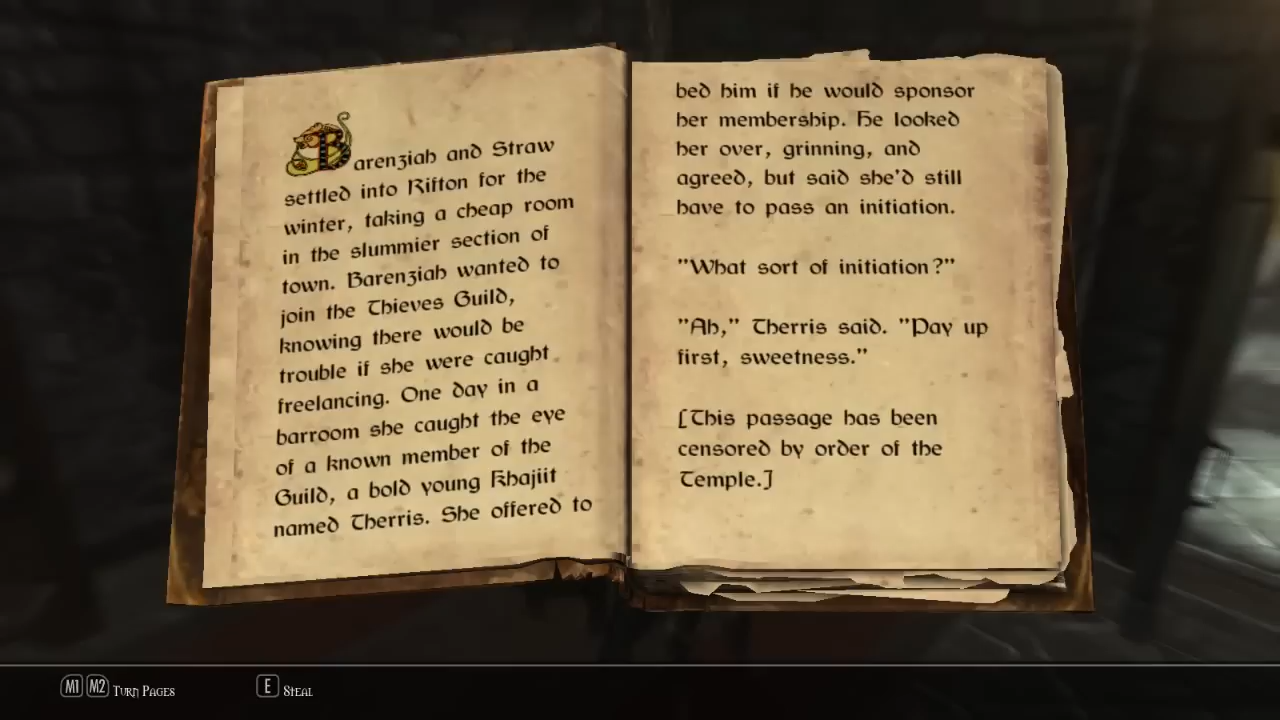 Barenziah and Straw
settled into Rifton for the
winter, taking a cheap room
in the slummier section of
town. Barenziah wanted to
join the Thieves Guild,
knowing there would be
trouble if she were caught
freelancing. One day in a
barroom she caught the eye
of a known member of the
Guild, a bold young Khajiit
named Therris. She offered to
bed him if he would sponsor
her membership. He looked
her over, grinning, and
agreed, but said she'd still
have to pass an initiation.
"What sort of initiation?"
"Ah," Therris said. "Pay up
first, sweetness."
[This passage has been
censored by order of the
Temple.]
M1 M2 Turn Pages
E Steal